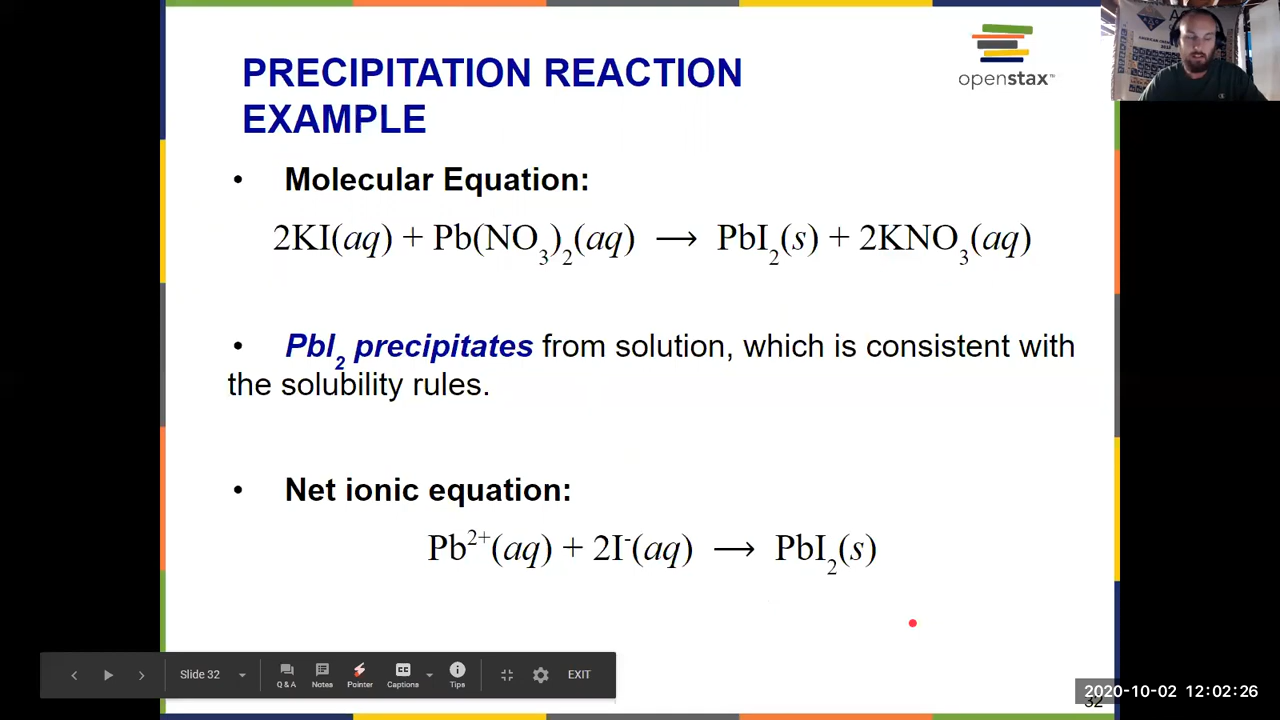 PRECIPITATION REACTION
EXAMPLE
openstax™
• Molecular Equation:
2KI(aq) + Pb(NO₃)₂(aq) ⟶ PbI₂(s) + 2KNO₃(aq)
• PbI₂ precipitates from solution, which is consistent with
the solubility rules.
• Net ionic equation:
Pb²⁺(aq) + 2I⁻(aq) ⟶ PbI₂(s)
Slide 32
Q & A
Notes
Pointer
Captions
Tips
EXIT
2020-10-02 12:02:26
32